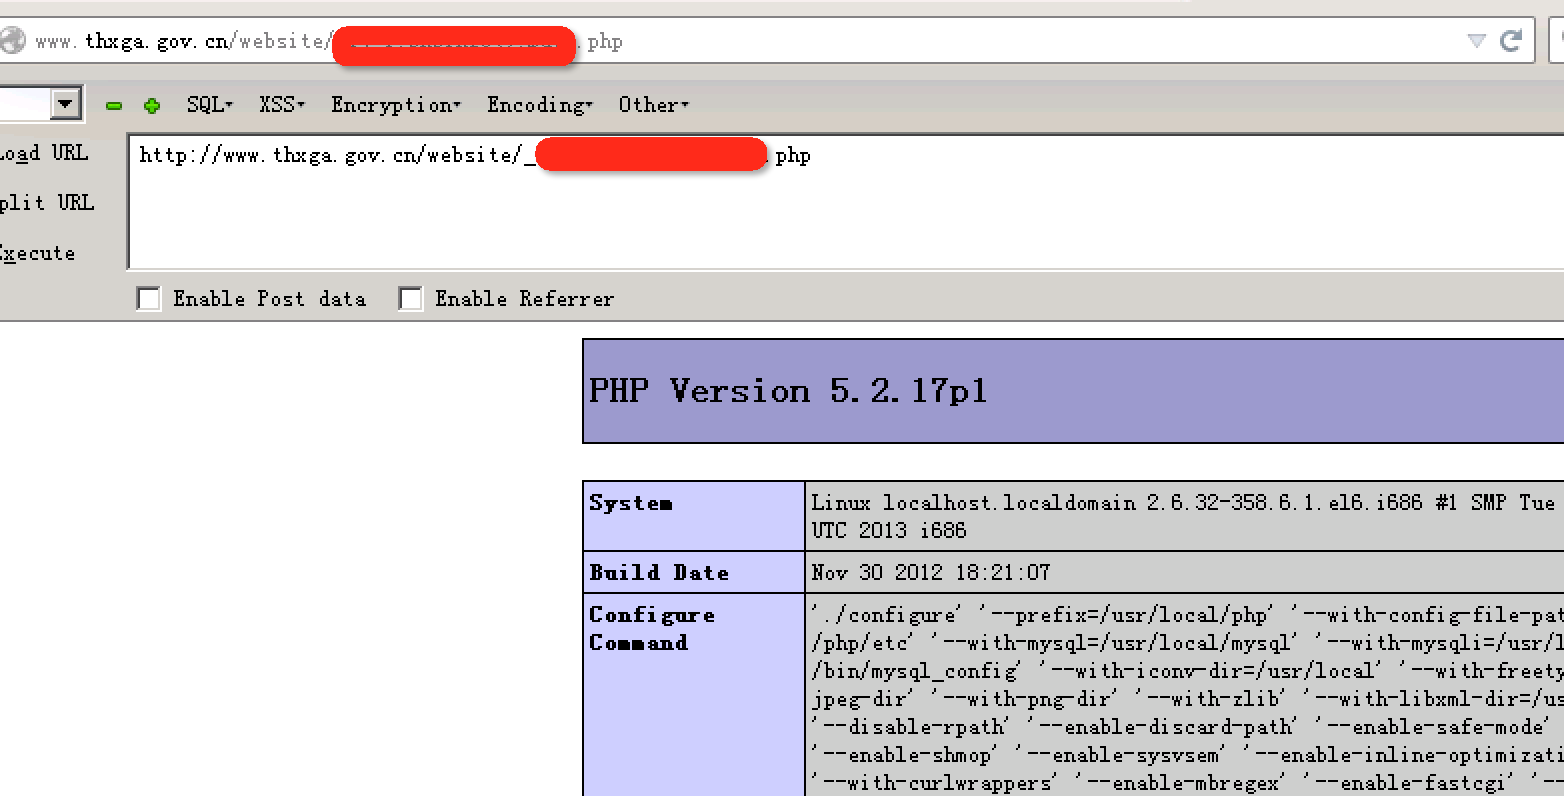 www.thxga.gov.cn/website/ .php
SQL▾ XSS▾ Encryption▾ Encoding▾ Other▾
Load URL
http://www.thxga.gov.cn/website/_ .php
Split URL
Execute
Enable Post data Enable Referrer
PHP Version 5.2.17p1
System
Linux localhost.localdomain 2.6.32-358.6.1.el6.i686 #1 SMP Tue
UTC 2013 i686
Build Date
Nov 30 2012 18:21:07
Configure
Command
'./configure' '--prefix=/usr/local/php' '--with-config-file-pat
/php/etc' '--with-mysql=/usr/local/mysql' '--with-mysqli=/usr/l
/bin/mysql_config' '--with-iconv-dir=/usr/local' '--with-freety
jpeg-dir' '--with-png-dir' '--with-zlib' '--with-libxml-dir=/us
'--disable-rpath' '--enable-discard-path' '--enable-safe-mode'
'--enable-shmop' '--enable-sysvsem' '--enable-inline-optimizati
'--with-curlwrappers' '--enable-mbregex' '--enable-fastcgi' '--